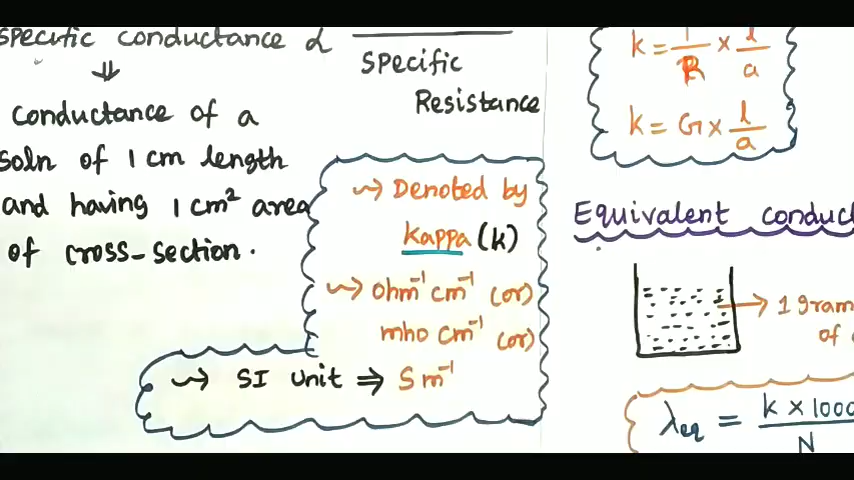 specific conductance α
Specific
Resistance
conductance of a
soln of 1 cm length
and having 1 cm² area
of cross-section.
⇝ Denoted by
Kappa (k)
⇝ ohm⁻¹ cm⁻¹ (or)
mho cm⁻¹ (or)
⇝ SI unit ⇒ S m⁻¹
k = 1/R × l/a
k = G × l/a
Equivalent conduct
→ 1 gram
of
λeq = k × 1000 / N